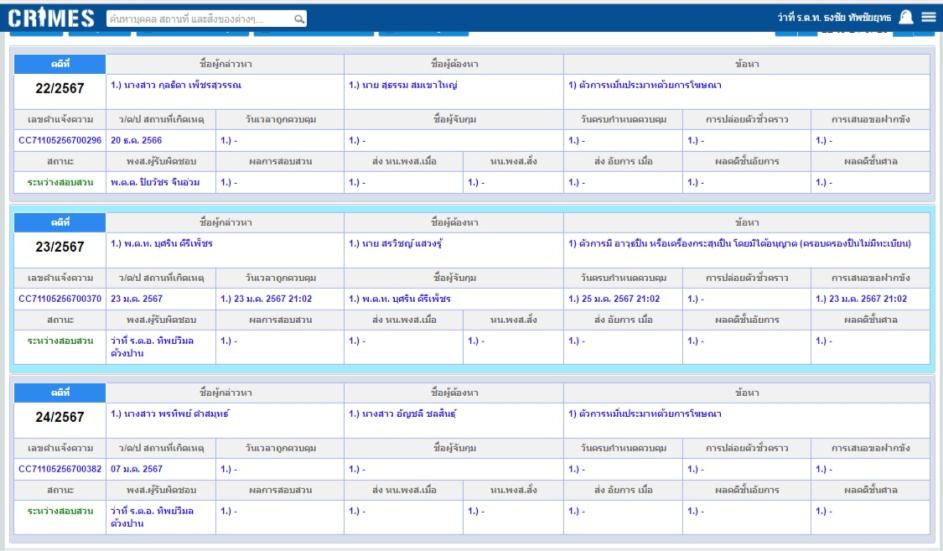 CRIMES ค้นหาบุคคล สถานที่ และสิ่งของต่างๆ... ว่าที่ ร.ต.ท. ธงชัย ทัพชัยยุทธ
คดีที่ ชื่อผู้กล่าวหา ชื่อผู้ต้องหา ข้อหา
22/2567 1.) นางสาว กุลธิดา เพ็ชรสุวรรณ 1.) นาย สุธรรม สมเขาใหญ่ 1) ตัวการหมิ่นประมาทด้วยการโฆษณา
เลขคำแจ้งความ ว/ด/ป สถานที่เกิดเหตุ วันเวลาถูกควบคุม ชื่อผู้จับกุม วันครบกำหนดควบคุม การปล่อยตัวชั่วคราว การเสนอขอฝากขัง
CC71105256700296 20 ธ.ค. 2566 1.) - 1.) - 1.) - 1.) - 1.) -
สถานะ พงส.ผู้รับผิดชอบ ผลการสอบสวน ส่ง หน.พงส.เมื่อ หน.พงส.สั่ง ส่ง อัยการ เมื่อ ผลคดีชั้นอัยการ ผลคดีชั้นศาล
ระหว่างสอบสวน พ.ต.ต. ปิยวัชร จีนอ่วม 1.) - 1.) - 1.) - 1.) - 1.) - 1.) -
คดีที่ ชื่อผู้กล่าวหา ชื่อผู้ต้องหา ข้อหา
23/2567 1.) พ.ต.ท. บุศริน คีรีเพ็ชร 1.) นาย สรวิชญ์ แสวงรู้ 1) ตัวการมี อาวุธปืน หรือเครื่องกระสุนปืน โดยมิได้อนุญาต (ครอบครองปืนไม่มีทะเบียน)
เลขคำแจ้งความ ว/ด/ป สถานที่เกิดเหตุ วันเวลาถูกควบคุม ชื่อผู้จับกุม วันครบกำหนดควบคุม การปล่อยตัวชั่วคราว การเสนอขอฝากขัง
CC71105256700370 23 ม.ค. 2567 1.) 23 ม.ค. 2567 21:02 1.) พ.ต.ท. บุศริน คีรีเพ็ชร 1.) 25 ม.ค. 2567 21:02 1.) - 1.) 23 ม.ค. 2567 21:02
สถานะ พงส.ผู้รับผิดชอบ ผลการสอบสวน ส่ง หน.พงส.เมื่อ หน.พงส.สั่ง ส่ง อัยการ เมื่อ ผลคดีชั้นอัยการ ผลคดีชั้นศาล
ระหว่างสอบสวน ว่าที่ ร.ต.อ. ทิพย์วิมล 1.) - 1.) - 1.) - 1.) - 1.) - 1.) -
ด้วงปาน
คดีที่ ชื่อผู้กล่าวหา ชื่อผู้ต้องหา ข้อหา
24/2567 1.) นางสาว พรทิพย์ ดำสมุทธ์ 1.) นางสาว อัญชลี ชลสินธุ์ 1) ตัวการหมิ่นประมาทด้วยการโฆษณา
เลขคำแจ้งความ ว/ด/ป สถานที่เกิดเหตุ วันเวลาถูกควบคุม ชื่อผู้จับกุม วันครบกำหนดควบคุม การปล่อยตัวชั่วคราว การเสนอขอฝากขัง
CC71105256700382 07 ม.ค. 2567 1.) - 1.) - 1.) - 1.) - 1.) -
สถานะ พงส.ผู้รับผิดชอบ ผลการสอบสวน ส่ง หน.พงส.เมื่อ หน.พงส.สั่ง ส่ง อัยการ เมื่อ ผลคดีชั้นอัยการ ผลคดีชั้นศาล
ระหว่างสอบสวน ว่าที่ ร.ต.อ. ทิพย์วิมล 1.) - 1.) - 1.) - 1.) - 1.) - 1.) -
ด้วงปาน